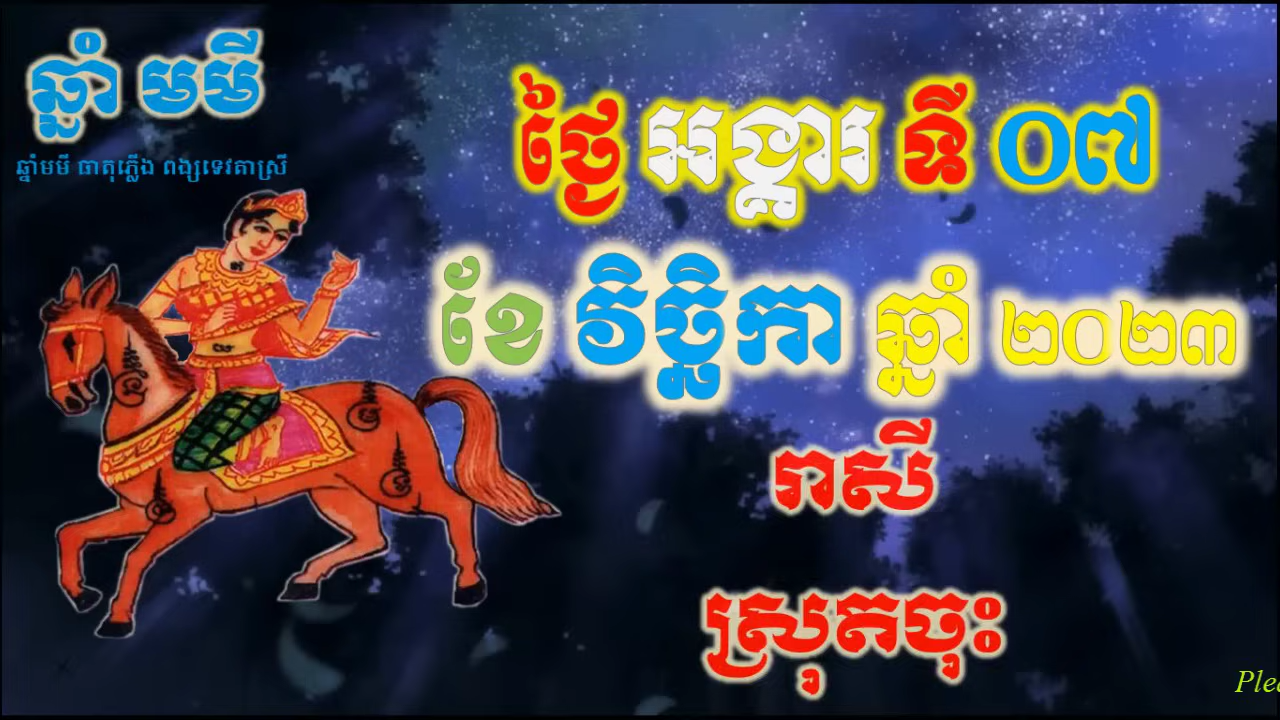 ឆ្នាំ មមី
ឆ្នាំមមី ធាតុភ្លើង ពង្សទេវតាស្រី
ថ្ងៃ អង្គារ ទី ០៧
ខែ វិច្ឆិកា ឆ្នាំ ២០២៣
រាសី
ស្រុតចុះ